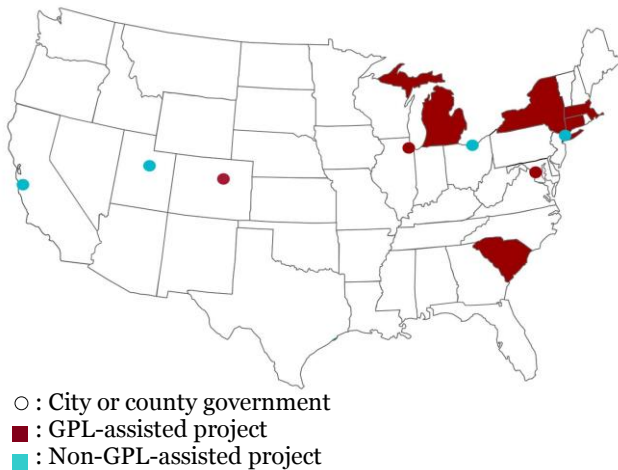 : City or county government
: GPL-assisted project
: Non-GPL-assisted project